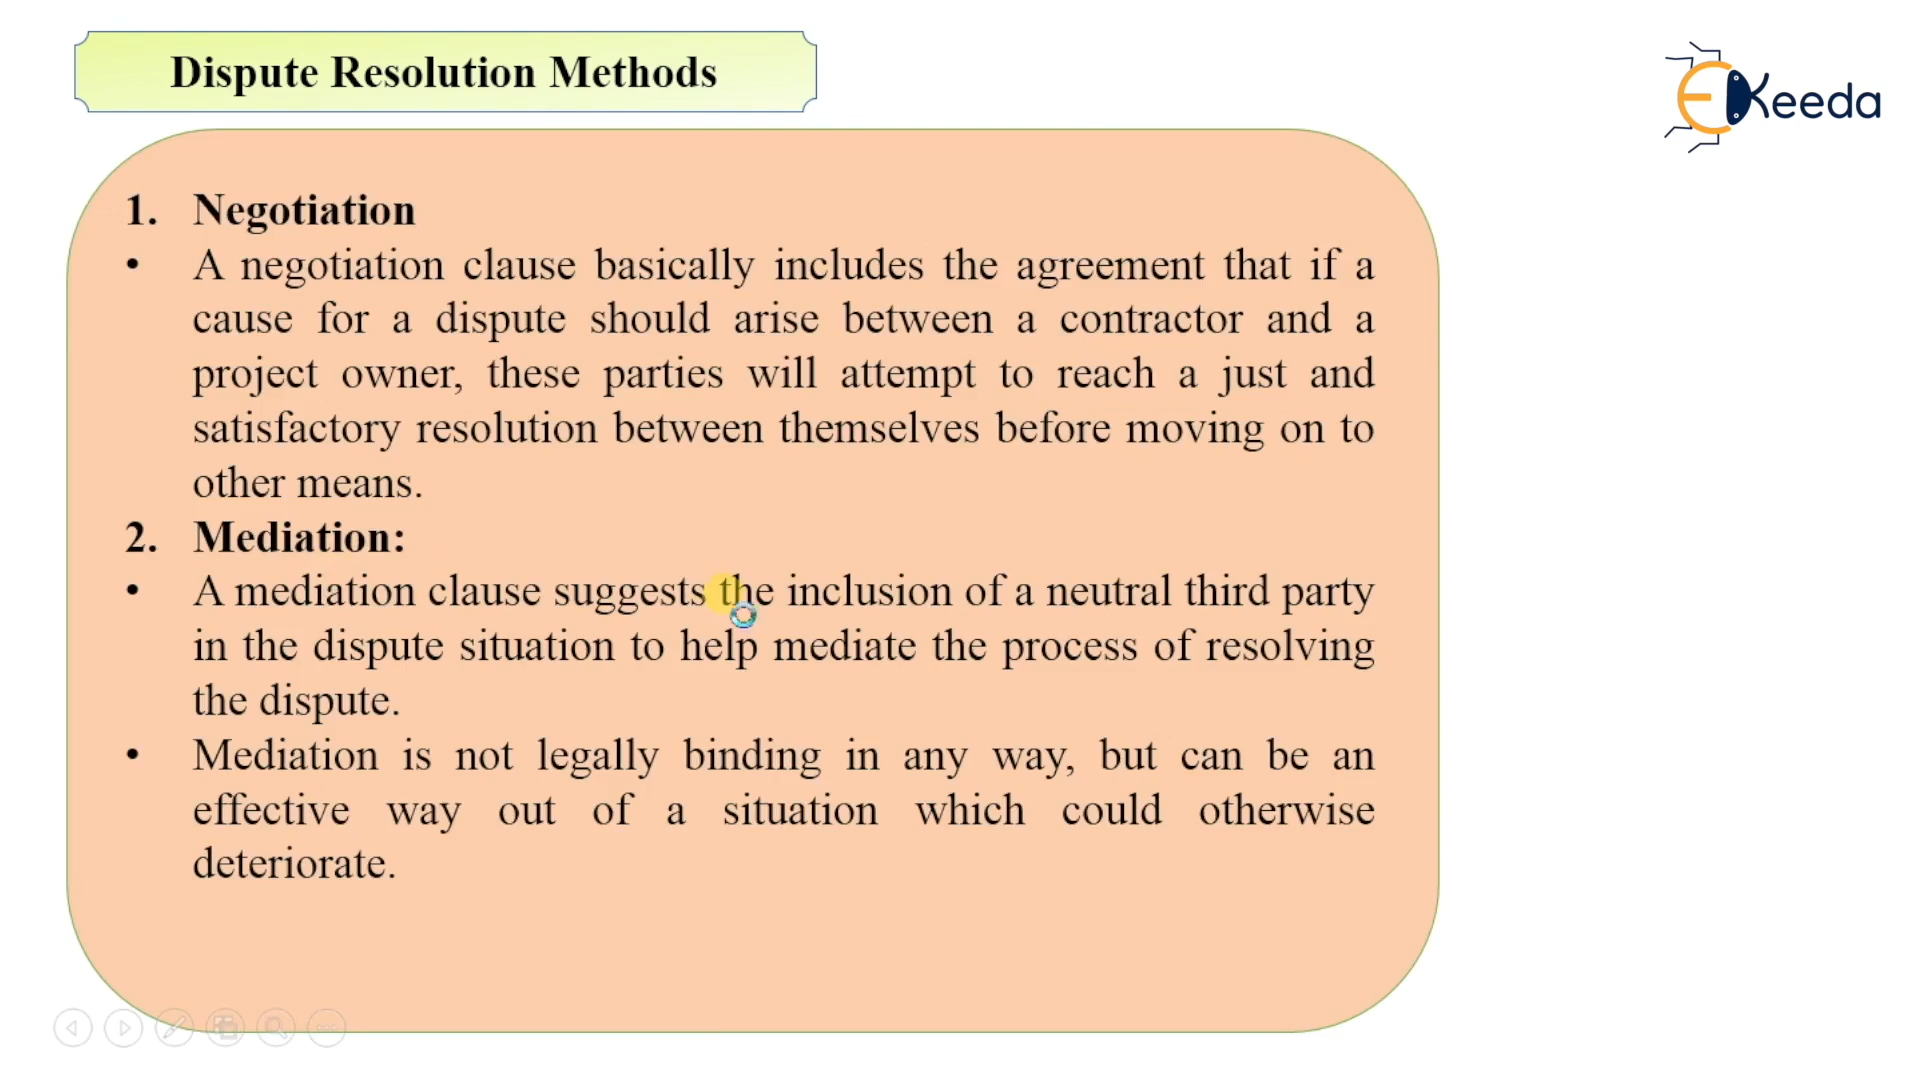 Dispute Resolution Methods
EKeeda
1. Negotiation
• A negotiation clause basically includes the agreement that if a
cause for a dispute should arise between a contractor and a
project owner, these parties will attempt to reach a just and
satisfactory resolution between themselves before moving on to
other means.
2. Mediation:
• A mediation clause suggests the inclusion of a neutral third party
in the dispute situation to help mediate the process of resolving
the dispute.
• Mediation is not legally binding in any way, but can be an
effective way out of a situation which could otherwise
deteriorate.